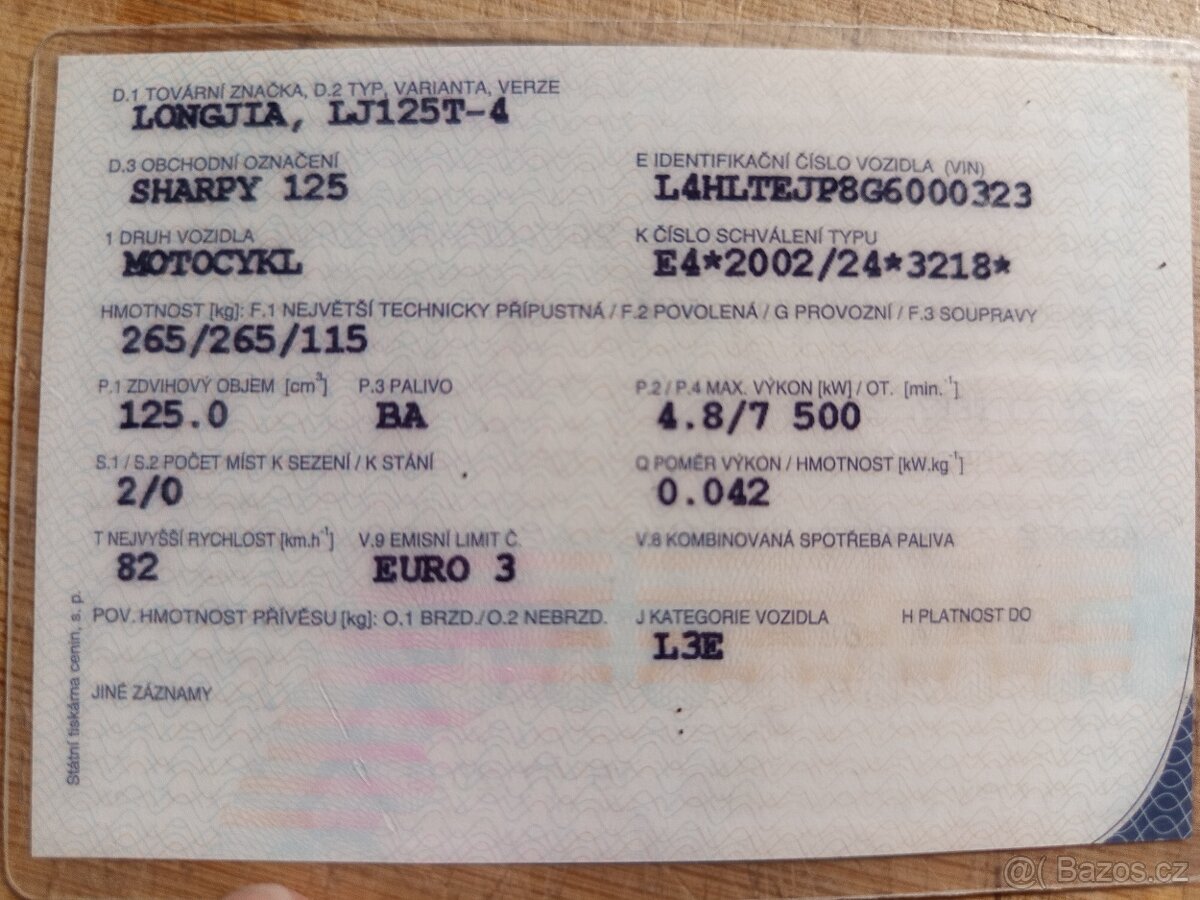 D.1 TOVÁRNÍ ZNAČKA, D.2 TYP, VARIANTA, VERZE
LONGJIA, LJ125T-4
D.3 OBCHODNÍ OZNAČENÍ
SHARPY 125
E IDENTIFIKAČNÍ ČÍSLO VOZIDLA (VIN)
L4HLTEJP8G6000323
1 DRUH VOZIDLA
MOTOCYKL
K ČÍSLO SCHVÁLENÍ TYPU
E4*2002/24*3218*
HMOTNOST [kg]: F.1 NEJVĚTŠÍ TECHNICKY PŘÍPUSTNÁ / F.2 POVOLENÁ / G PROVOZNÍ / F.3 SOUPRAVY
265/265/115
P.1 ZDVIHOVÝ OBJEM [cm³] P.3 PALIVO
125.0 BA
P.2 / P.4 MAX. VÝKON [kW] / OT. [min.⁻¹]
4.8/7 500
S.1 / S.2 POČET MÍST K SEZENÍ / K STÁNÍ
2/0
Q POMĚR VÝKON / HMOTNOST [kW.kg⁻¹]
0.042
T NEJVYŠŠÍ RYCHLOST [km.h⁻¹] V.9 EMISNÍ LIMIT Č.
82 EURO 3
V.8 KOMBINOVANÁ SPOTŘEBA PALIVA
POV. HMOTNOST PŘÍVĚSU [kg]: O.1 BRZD./O.2 NEBRZD.
J KATEGORIE VOZIDLA H PLATNOST DO
L3E
JINÉ ZÁZNAMY
Státní tiskárna cenin, s. p.
@( Bazos.cz